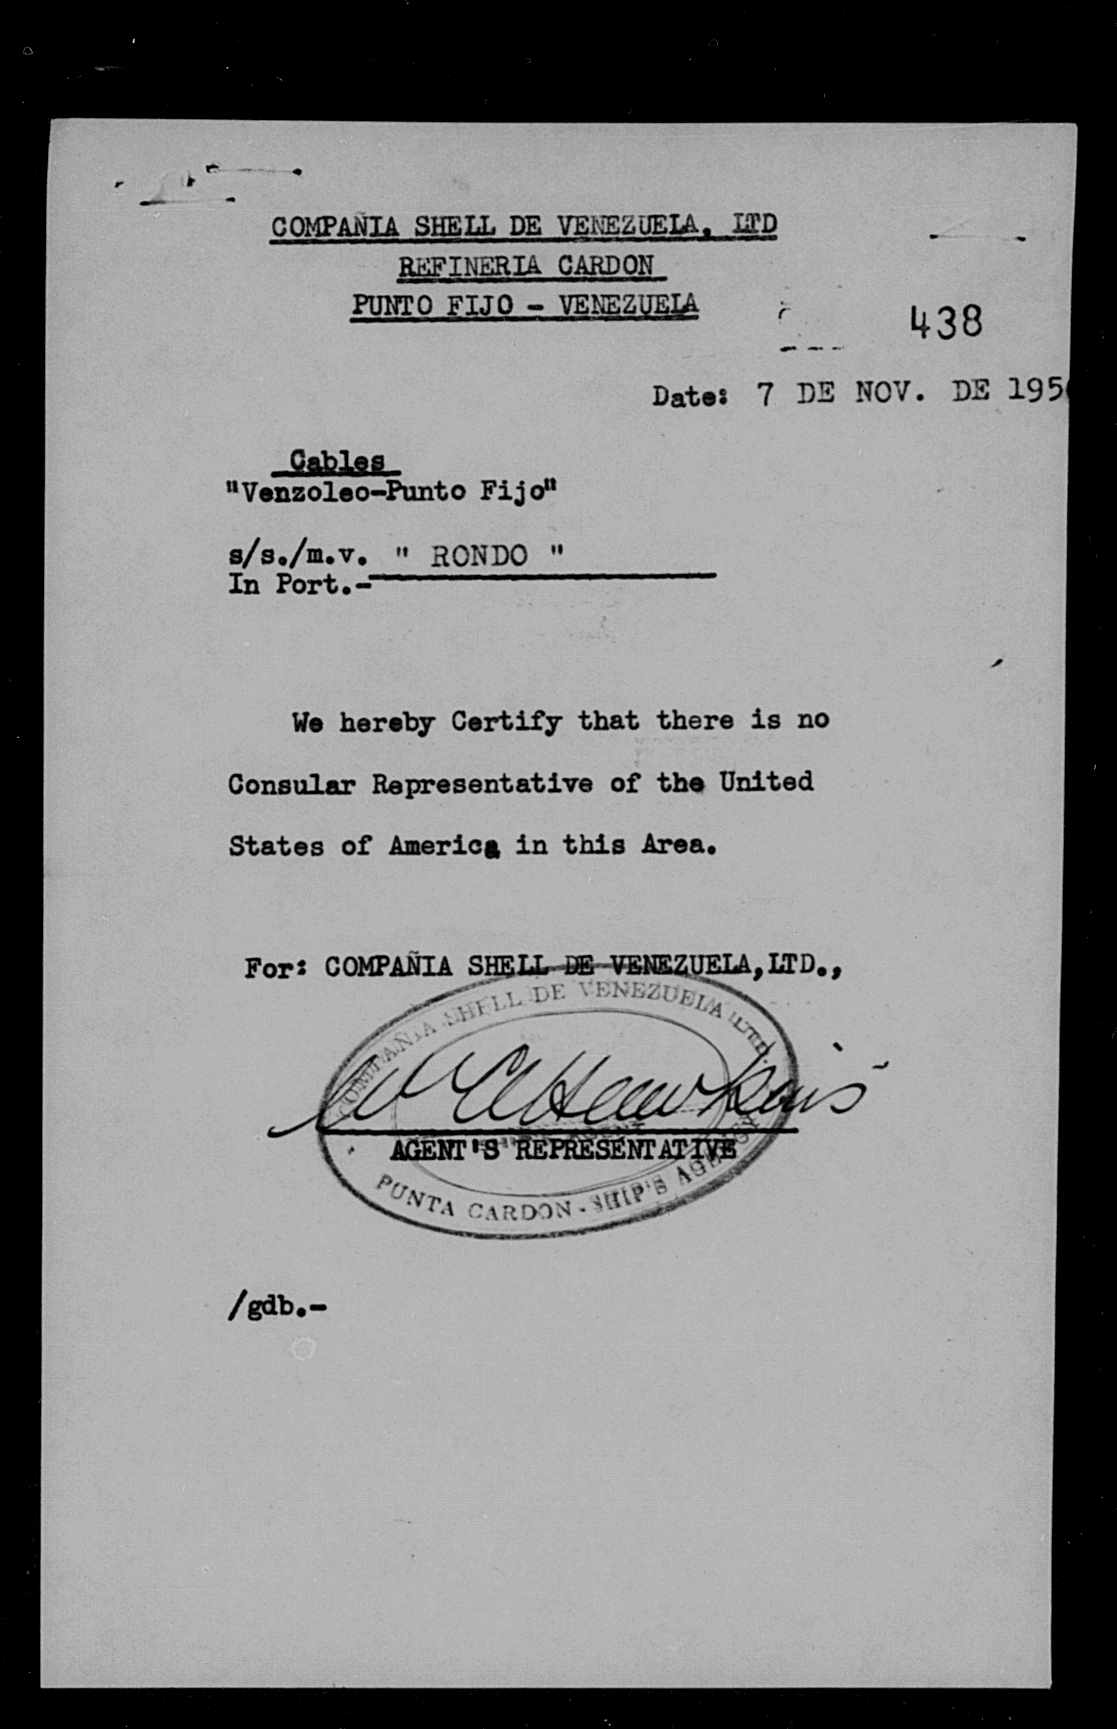 COMPAÑIA SHELL DE VENEZUELA, LTD
REFINERIA CARDON
PUNTO FIJO - VENEZUELA
438
Date: 7 DE NOV. DE 195
Cables
"Venzoleo-Punto Fijo"
s/s./m.v. " RONDO "
In Port.-
We hereby Certify that there is no
Consular Representative of the United
States of America in this Area.
For: COMPAÑIA SHELL DE VENEZUELA,LTD.,
COMPAÑIA SHELL DE VENEZUELA LTD.
W E Hawkins
AGENT'S REPRESENTATIVE
PUNTA CARDON - SHIP'S AGENCY
/gdb.-